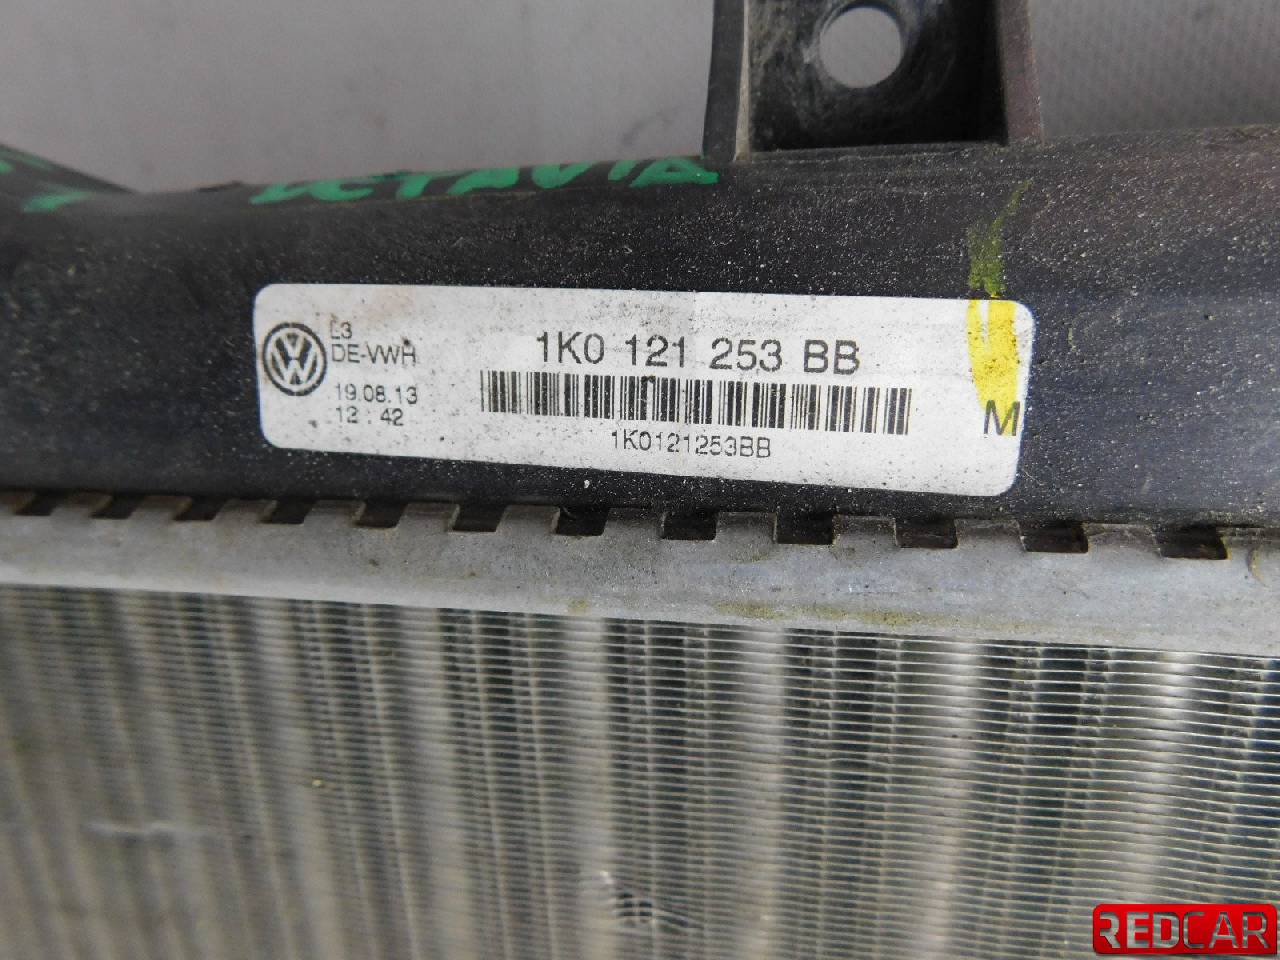 OCTAVIA
L3
DE-VWH
19.08.13
12:42
1K0 121 253 BB
1K0121253BB
M
REDCAR